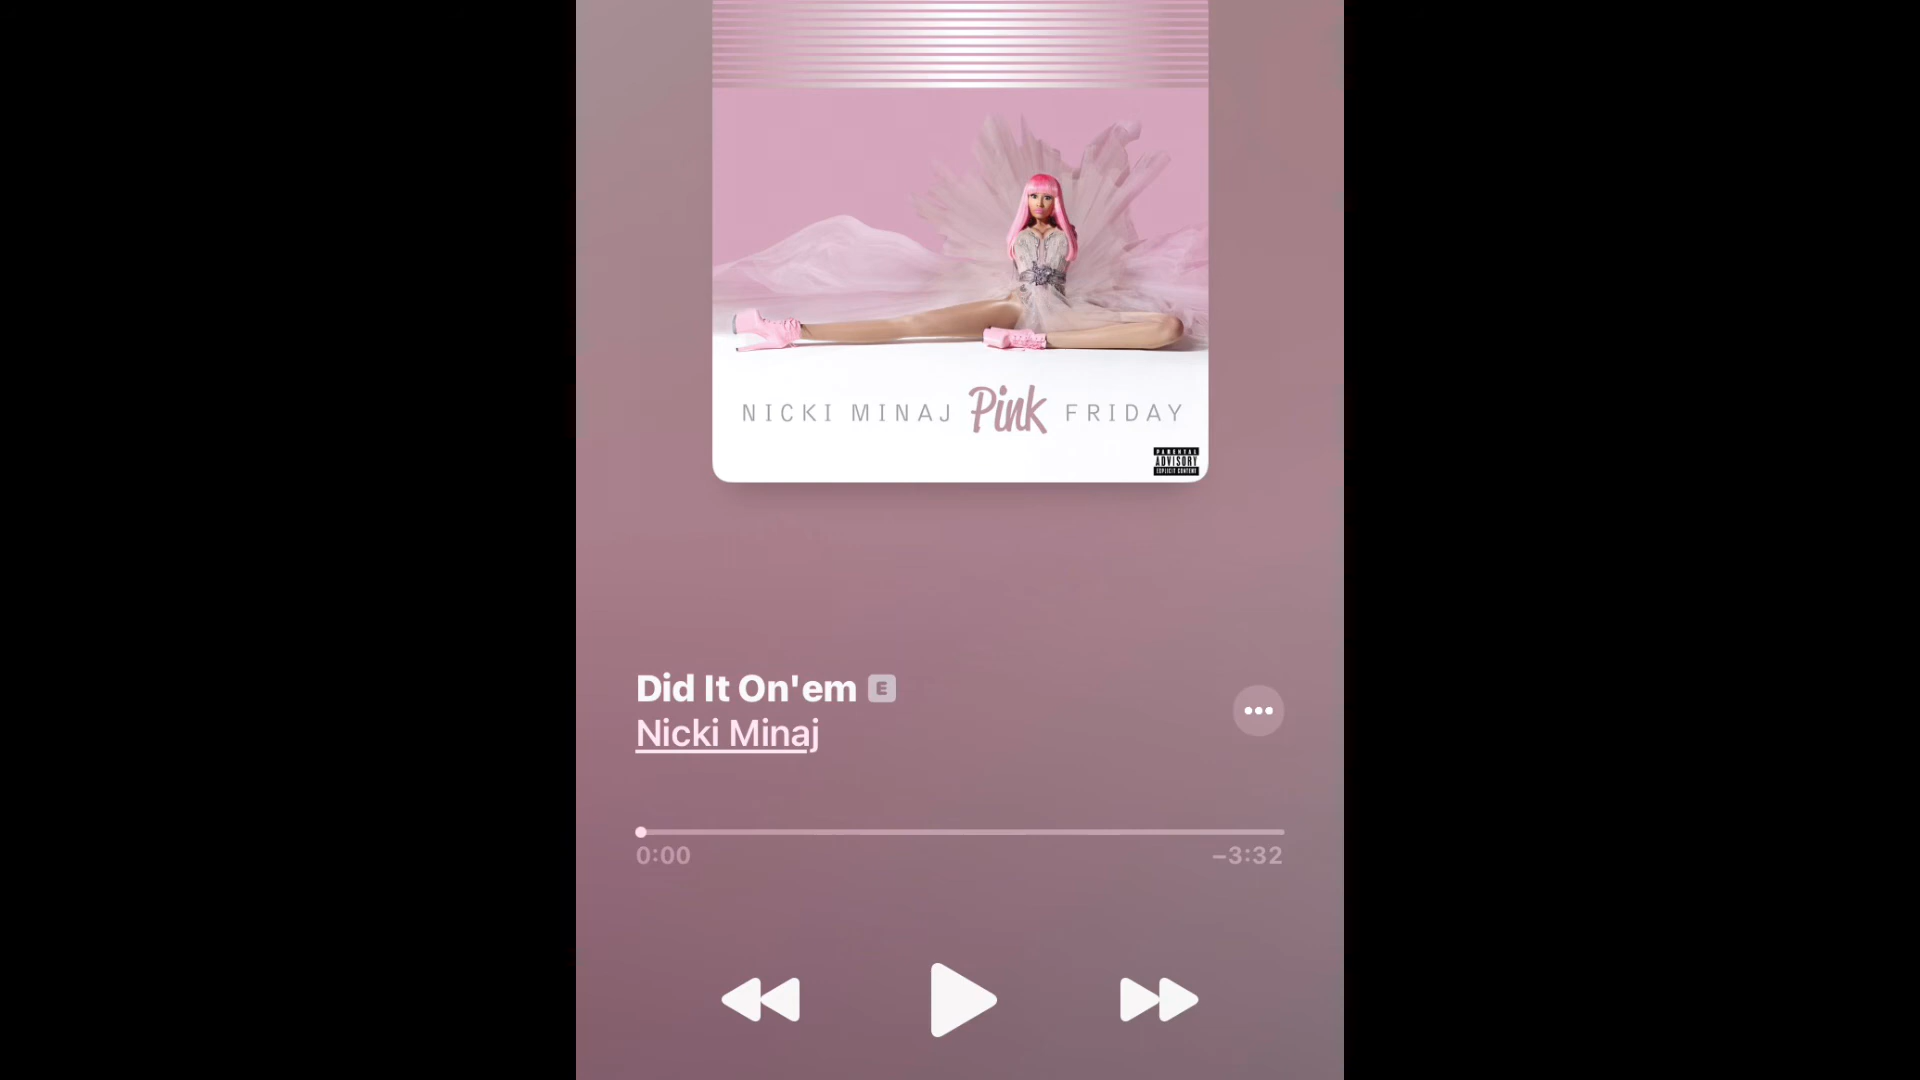 NICKI MINAJ Pink FRIDAY
PARENTAL
ADVISORY
EXPLICIT CONTENT
Did It On'em E
Nicki Minaj
0:00
−3:32